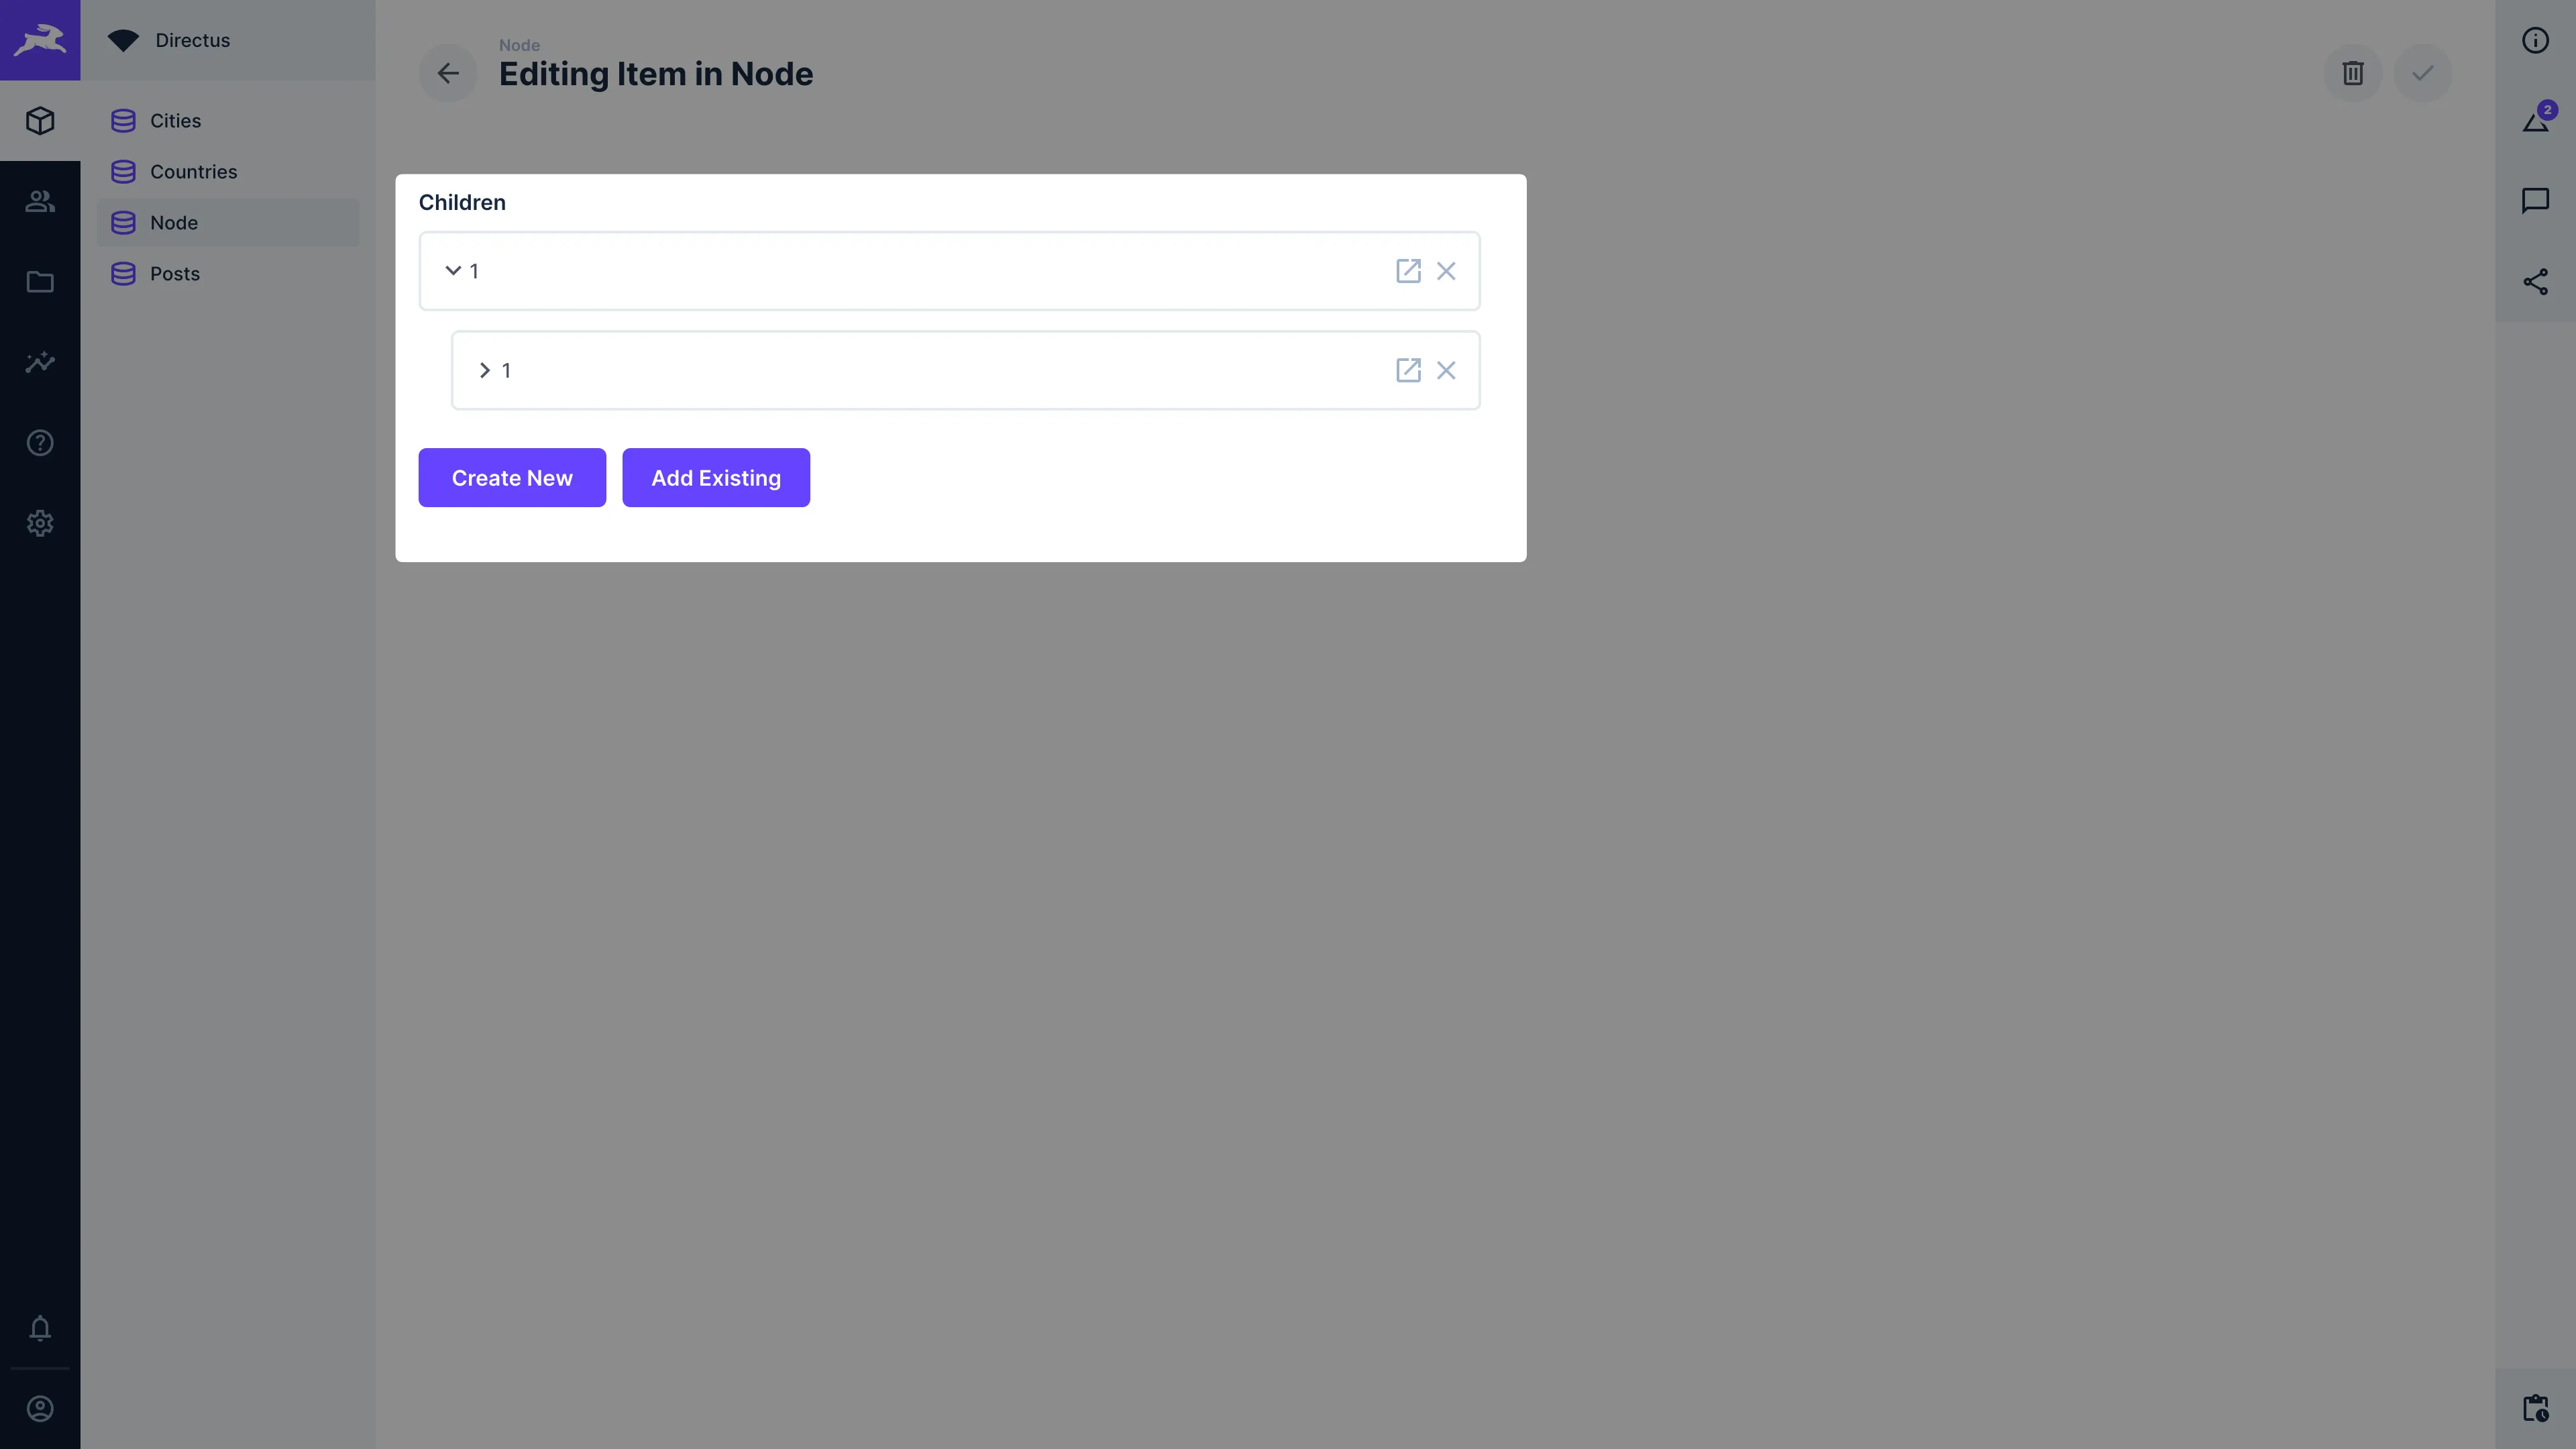 Directus
Cities
Countries
Node
Posts
Node
Editing Item in Node
2
Children
1
1
Create New
Add Existing